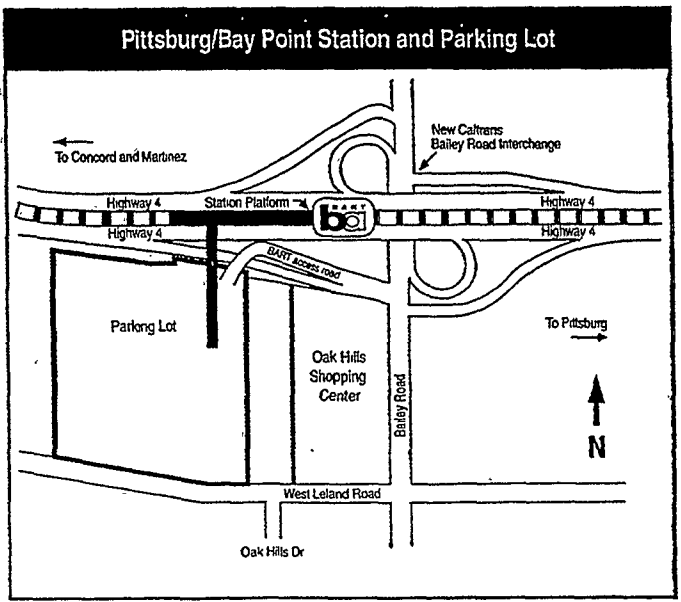 Pittsburg/Bay Point Station and Parking Lot
New Caltrans
Bailey Road Interchange
To Concord and Martinez
Highway 4
Station Platform
BART
ba
Highway 4
Highway 4
Highway 4
BART access road
Parking Lot
To Pittsburg
Oak Hills
Shopping
Center
Bailey Road
N
West Leland Road
Oak Hills Dr